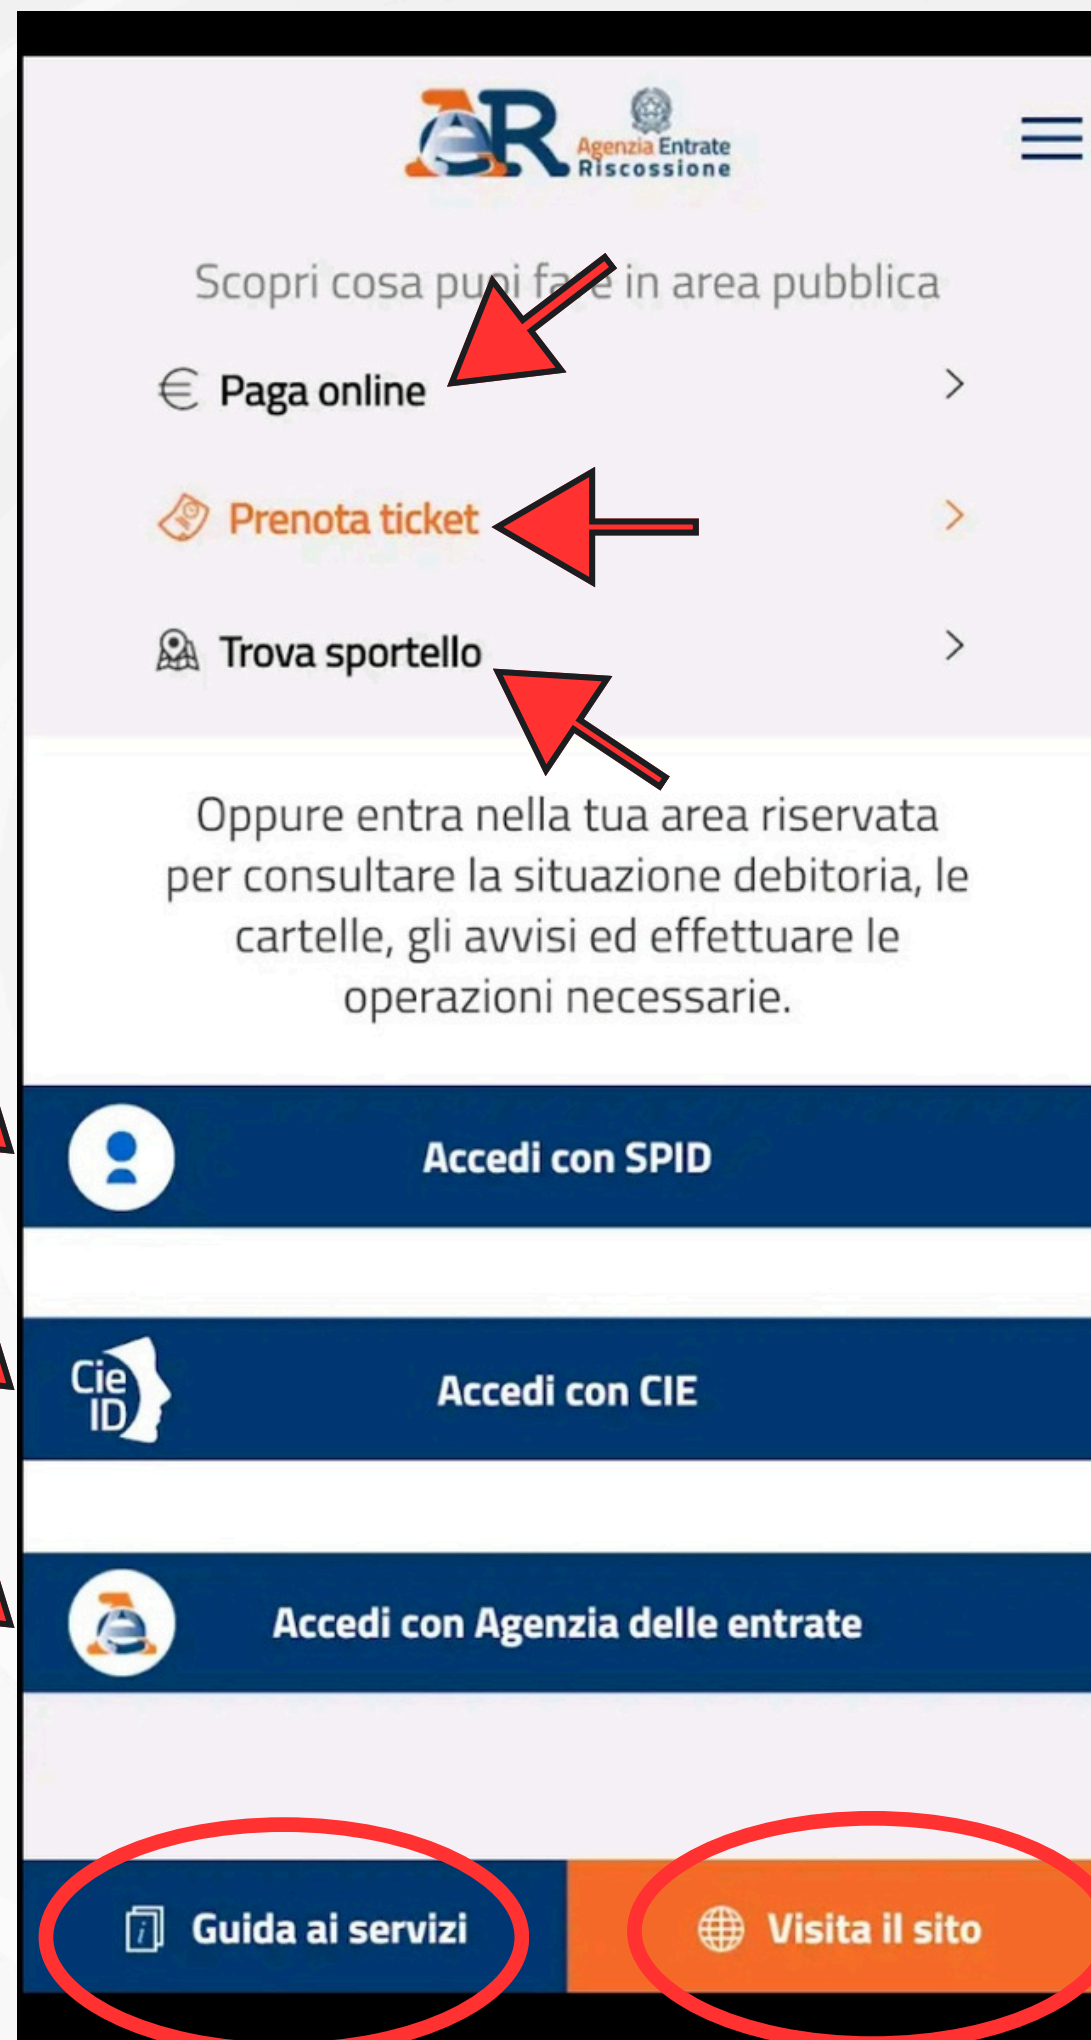 AR
Agenzia Entrate
Riscossione
Scopri cosa puoi fare in area pubblica
€ Paga online
Prenota ticket
Trova sportello
Oppure entra nella tua area riservata
per consultare la situazione debitoria, le
cartelle, gli avvisi ed effettuare le
operazioni necessarie.
Accedi con SPID
Cie
ID
Accedi con CIE
Accedi con Agenzia delle entrate
i Guida ai servizi
Visita il sito